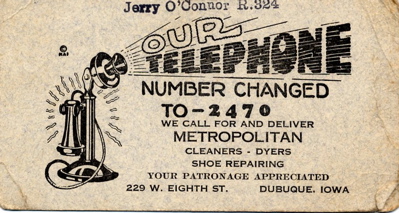 Jerry O'Connor R.324
OUR
TELEPHONE
NUMBER CHANGED
TO-2470
WE CALL FOR AND DELIVER
METROPOLITAN
CLEANERS - DYERS
SHOE REPAIRING
YOUR PATRONAGE APPRECIATED
229 W. EIGHTH ST. DUBUQUE, IOWA